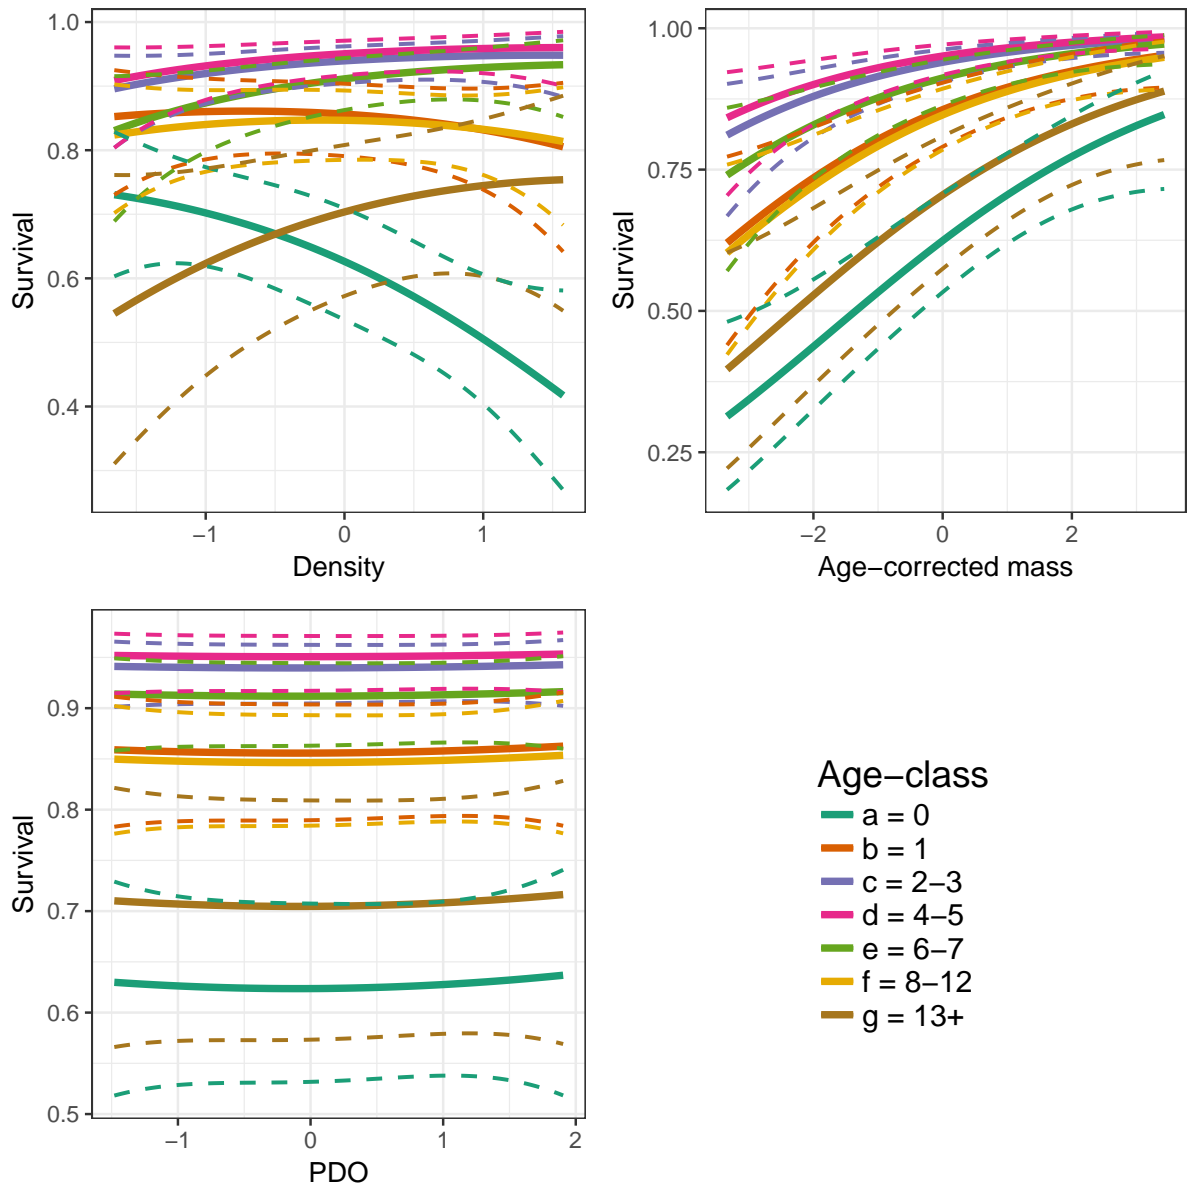 1.0
0.8
0.6
0.4
Survival
−1
0
1
Density
1.00
0.75
0.50
0.25
Survival
−2
0
2
Age−corrected mass
0.9
0.8
0.7
0.6
0.5
Survival
−1
0
1
2
PDO
Age−class
a = 0
b = 1
c = 2−3
d = 4−5
e = 6−7
f = 8−12
g = 13+